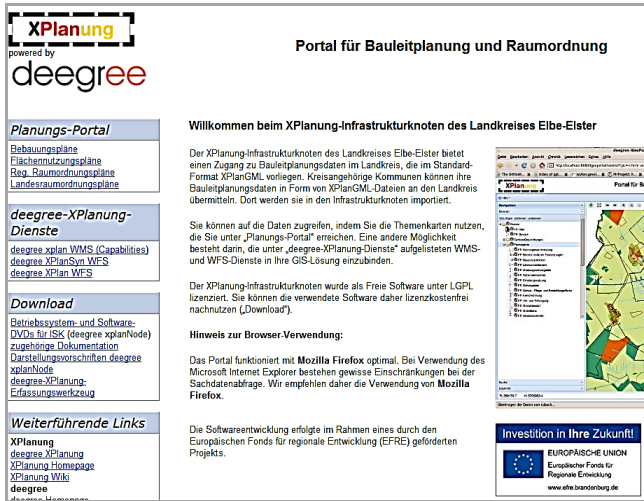 XPlanung
powered by
deegree
Portal für Bauleitplanung und Raumordnung
Planungs-Portal
Bebauungspläne
Flächennutzungspläne
Reg. Raumordnungspläne
Landesraumordnungspläne
deegree-XPlanung-
Dienste
deegree xplan WMS (Capabilities)
deegree XPlanSyn WFS
deegree XPlan WFS
Download
Betriebssystem- und Software-
DVDs für ISK (deegree xplanNode)
zugehörige Dokumentation
Darstellungsvorschriften deegree
xplanNode
deegree-XPlanung-
Erfassungswerkzeug
Weiterführende Links
XPlanung
deegree XPlanung
XPlanung Homepage
XPlanung Wiki
deegree
deegree Homepage
Willkommen beim XPlanung-Infrastrukturknoten des Landkreises Elbe-Elster
Der XPlanung-Infrastrukturknoten des Landkreises Elbe-Elster bietet
einen Zugang zu Bauleitplanungsdaten im Landkreis, die im Standard-
Format XPlanGML vorliegen. Kreisangehörige Kommunen können ihre
Bauleitplanungsdaten in Form von XPlanGML-Dateien an den Landkreis
übermitteln. Dort werden sie in den Infrastrukturknoten importiert.
Sie können auf die Daten zugreifen, indem Sie die Themenkarten nutzen,
die Sie unter „Planungs-Portal" erreichen. Eine andere Möglichkeit
besteht darin, die unter „deegree-XPlanung-Dienste" aufgelisteten WMS-
und WFS-Dienste in Ihre GIS-Lösung einzubinden.
Der XPlanung-Infrastrukturknoten wurde als Freie Software unter LGPL
lizenziert. Sie können die verwendete Software daher lizenzkostenfrei
nachnutzen („Download").
Hinweis zur Browser-Verwendung:
Das Portal funktioniert mit Mozilla Firefox optimal. Bei Verwendung des
Microsoft Internet Explorer bestehen gewisse Einschränkungen bei der
Sachdatenabfrage. Wir empfehlen daher die Verwendung von Mozilla
Firefox.
Die Softwareentwicklung erfolgte im Rahmen eines durch den
Europäischen Fonds für regionale Entwicklung (EFRE) geförderten
Projekts.
XPlanung
Portal für B
Investition in Ihre Zukunft!
EUROPÄISCHE UNION
Europäischer Fonds für
Regionale Entwicklung
www.efre.brandenburg.de